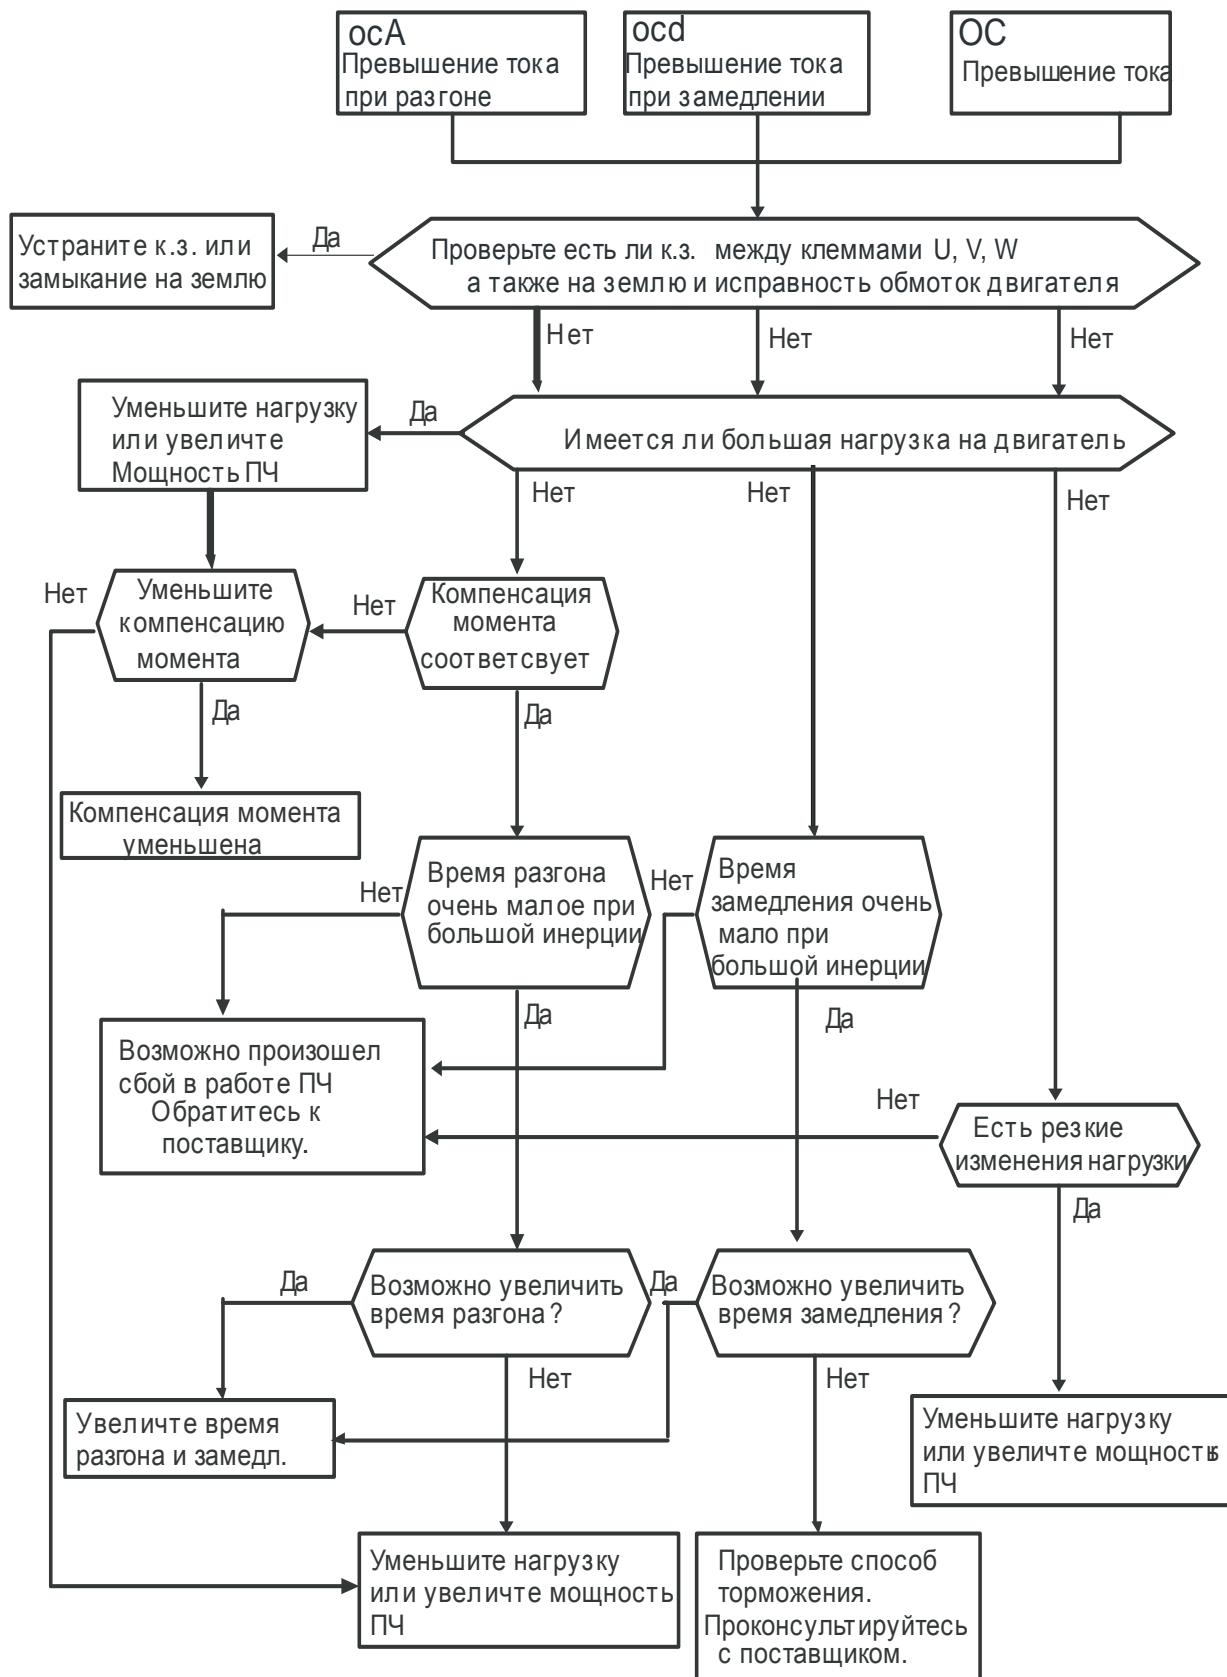 ocA
Превышение тока
при разгоне
ocd
Превышение тока
при замедлении
OC
Превышение тока
Устраните к.з. или
замыкание на землю
Да
Проверьте есть ли к.з. между клеммами U, V, W
а также на землю и исправность обмоток двигателя
Нет
Нет
Нет
Уменьшите нагрузку
или увеличте
Мощность ПЧ
Да
Имеется ли большая нагрузка на двигатель
Нет
Нет
Нет
Нет
Уменьшите
компенсацию
момента
Нет
Компенсация
момента
соответсвует
Да
Да
Компенсация момента
уменьшена
Нет
Время разгона
очень малое при
большой инерции
Нет
Время
замедления очень
мало при
большой инерции
Да
Да
Возможно произошел
сбой в работе ПЧ
Обратитесь к
поставщику.
Нет
Есть резкие
изменения нагрузки
Да
Да
Возможно увеличить
время разгона?
Да
Возможно увеличить
время замедления?
Нет
Нет
Увеличте время
разгона и замедл.
Уменьшите нагрузку
или увеличте мощность
ПЧ
Уменьшите нагрузку
или увеличте мощность
ПЧ
Проверьте способ
торможения.
Проконсультируйтесь
с поставщиком.